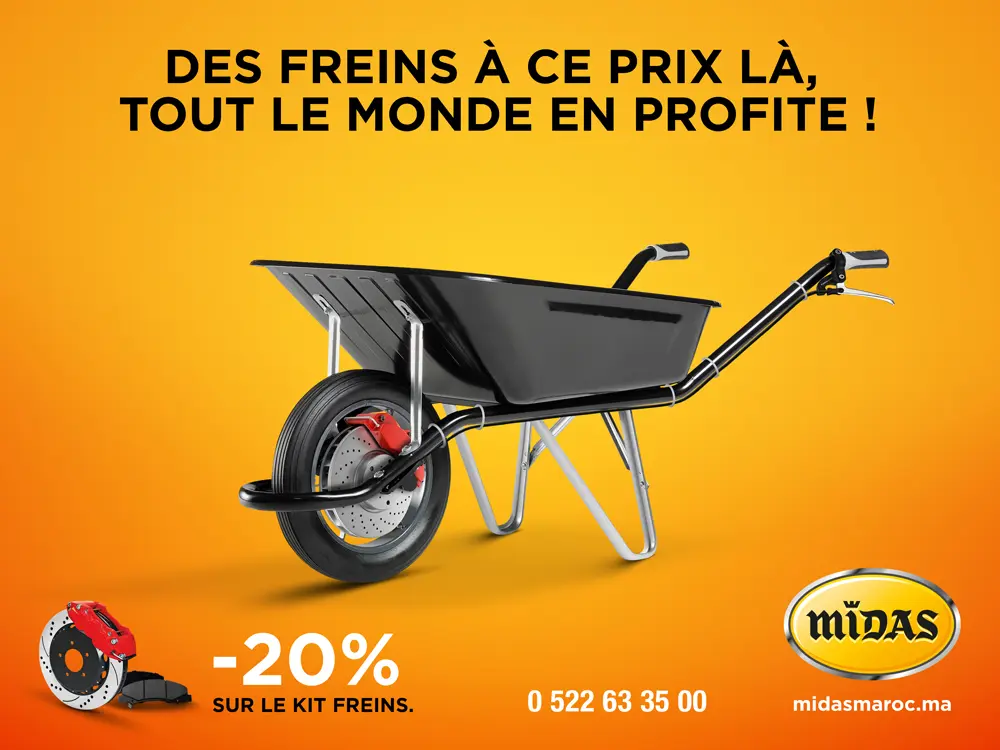 DES FREINS À CE PRIX LÀ,
TOUT LE MONDE EN PROFITE !
-20%
SUR LE KIT FREINS.
0 522 63 35 00
MIDAS
midasmaroc.ma